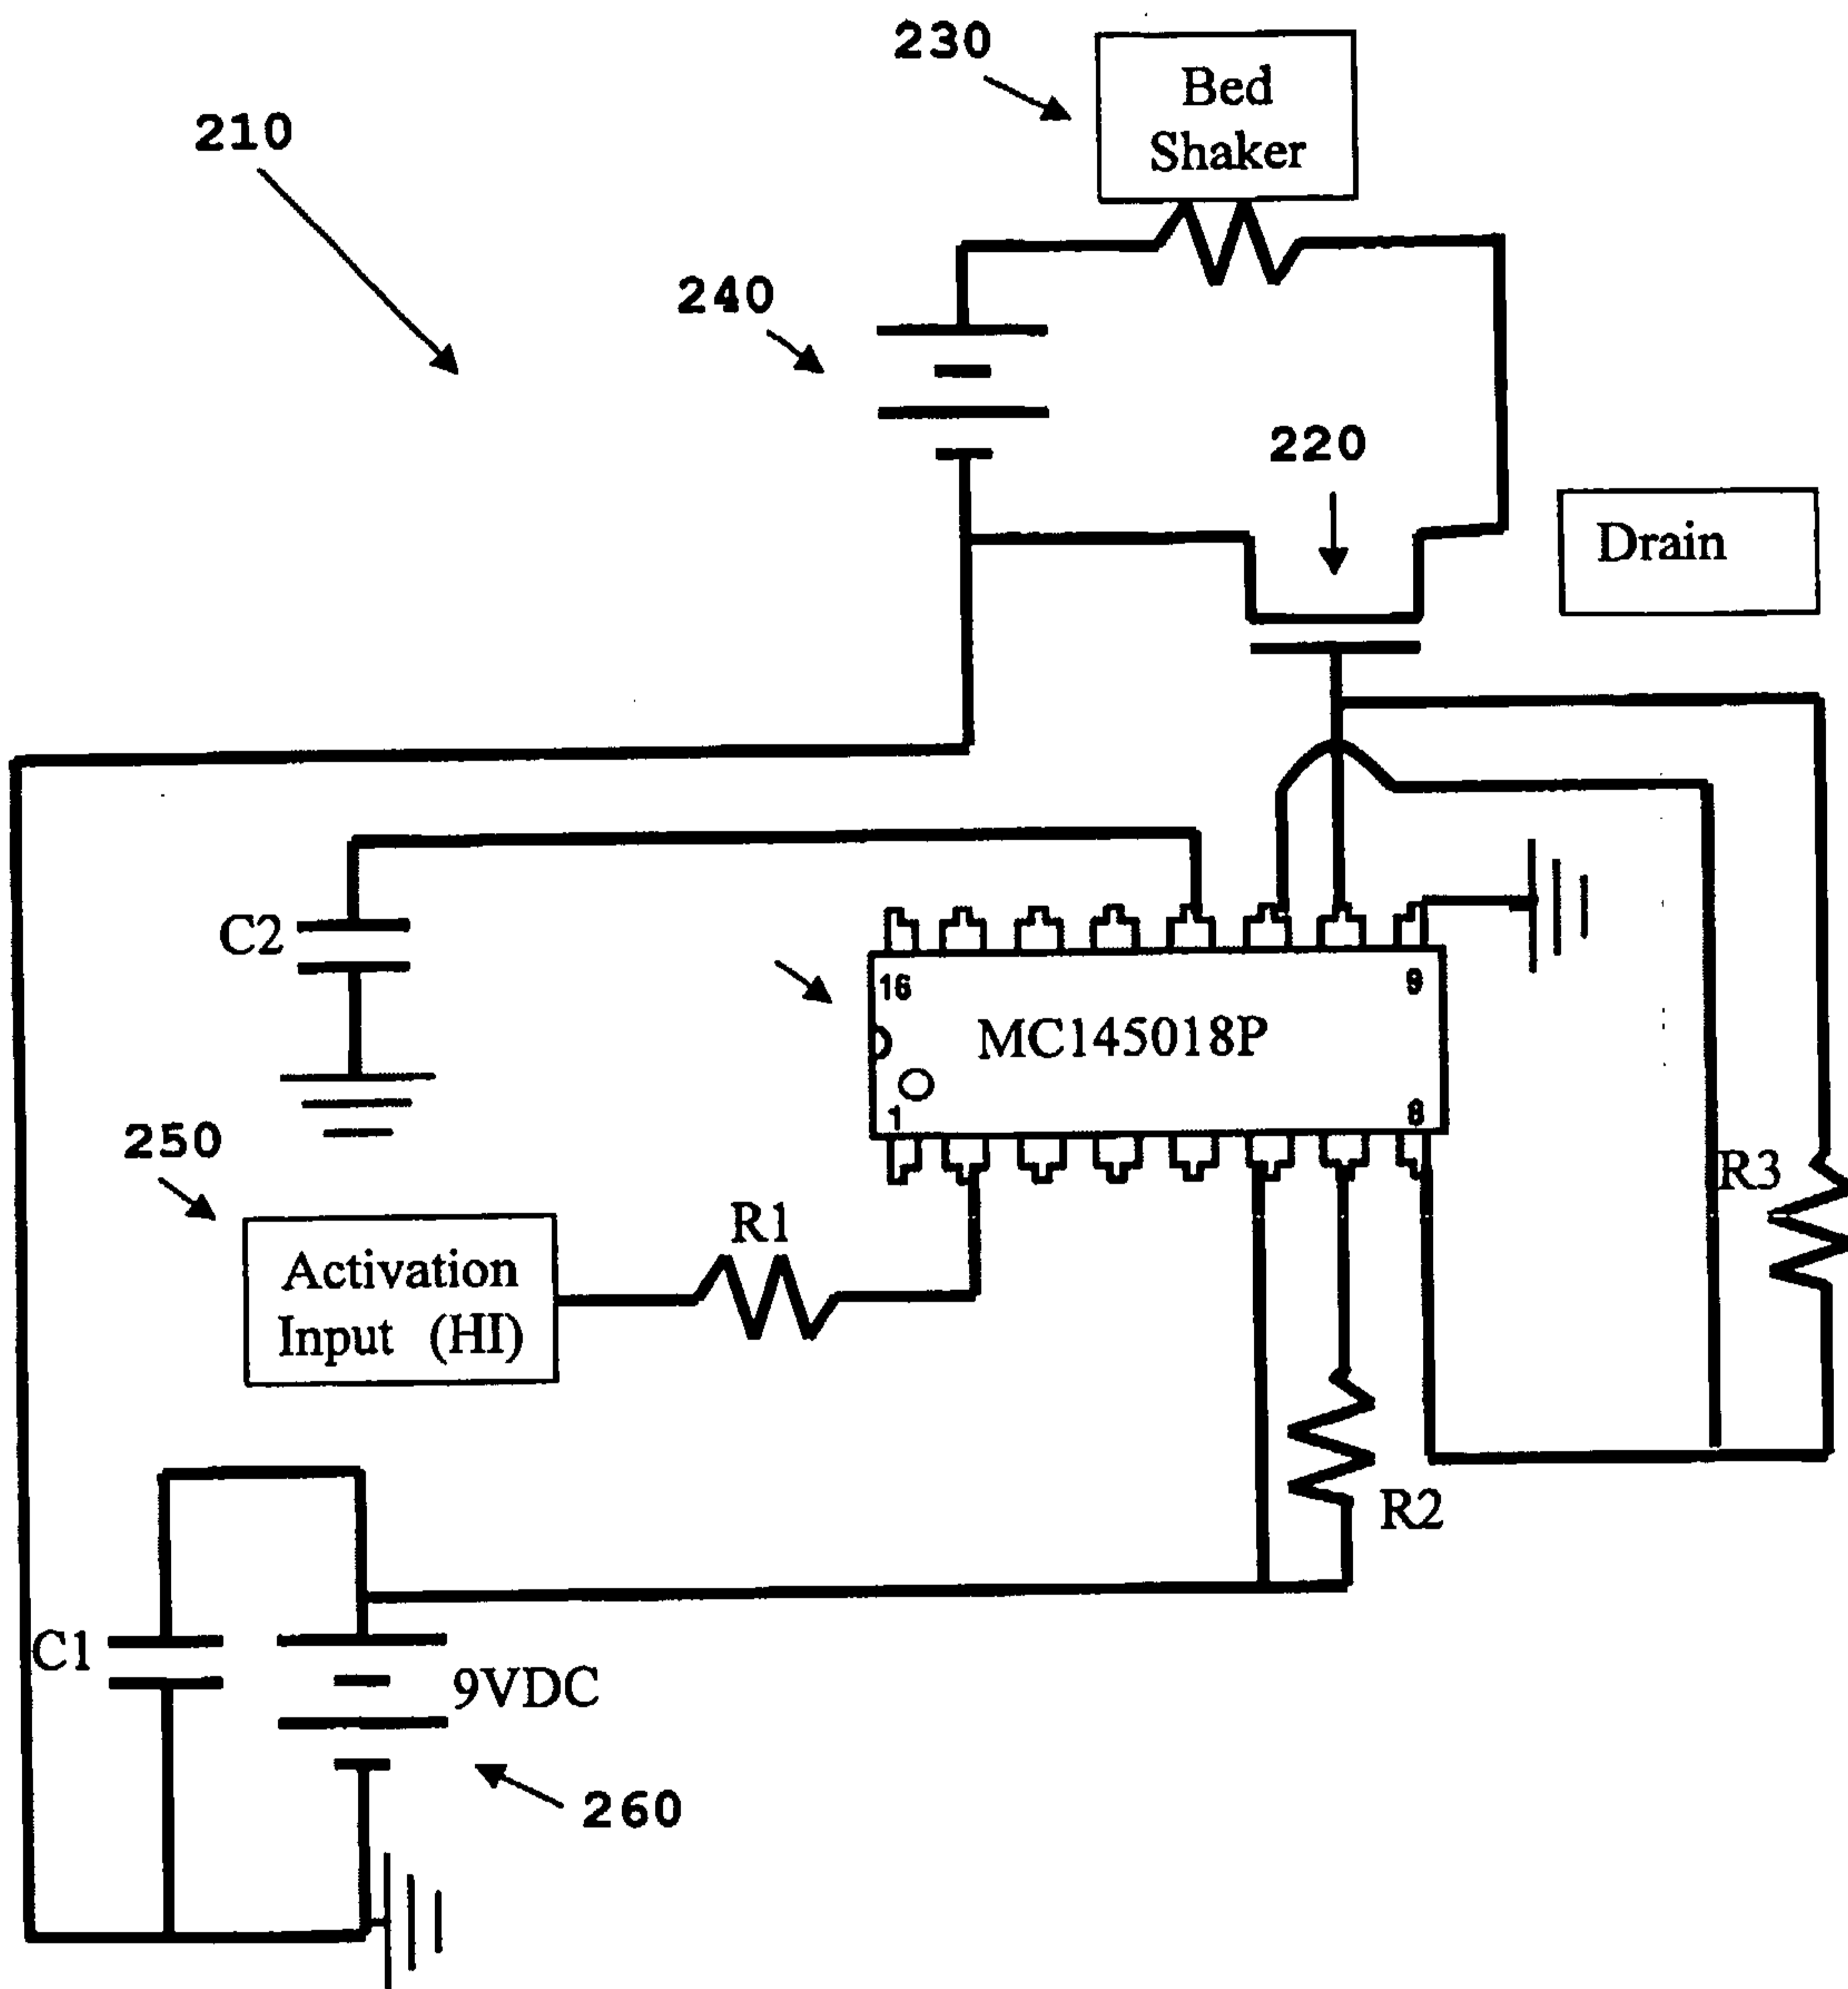 230
Bed
Shaker
210
240
220
Drain
C2
16
9
MC145018P
1
8
250
R3
R1
Activation
Input (HI)
R2
C1
9VDC
260